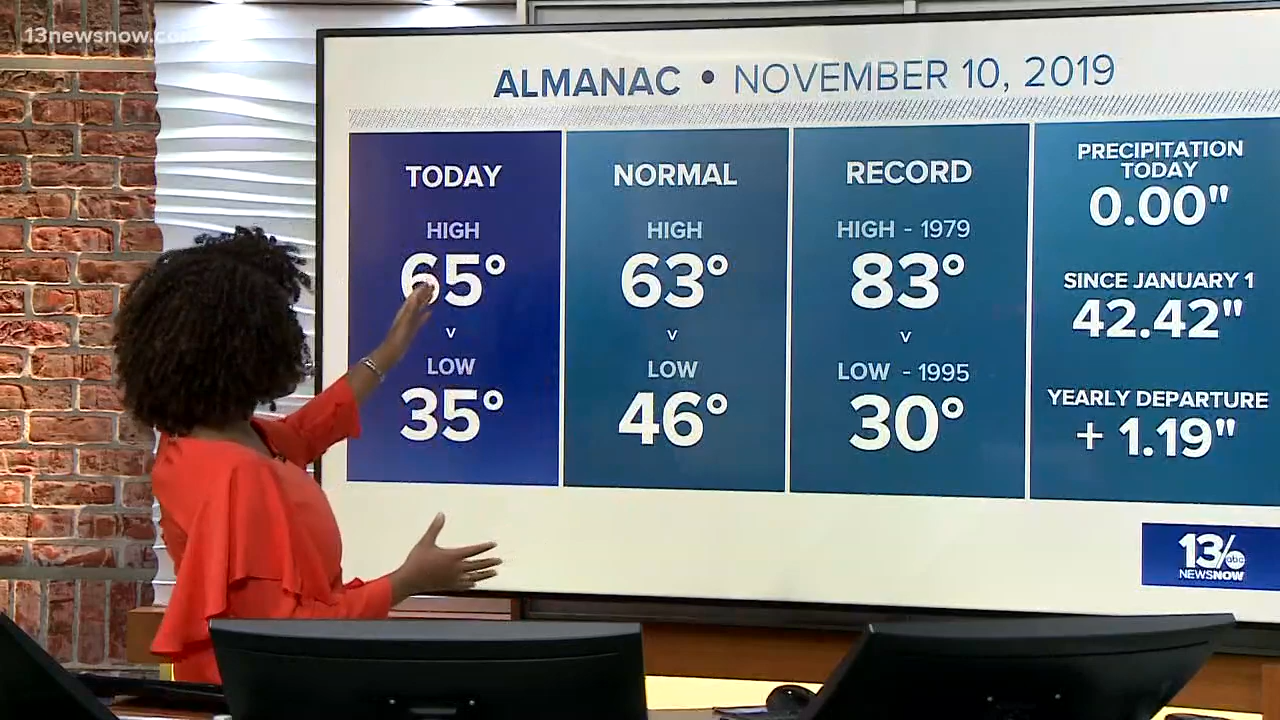 13newsnow.com
ALMANAC • NOVEMBER 10, 2019
TODAY
HIGH
65°
v
LOW
35°
NORMAL
HIGH
63°
v
LOW
46°
RECORD
HIGH - 1979
83°
v
LOW - 1995
30°
PRECIPITATION
TODAY
0.00"
SINCE JANUARY 1
42.42"
YEARLY DEPARTURE
+ 1.19"
13 abc
NEWSNOW